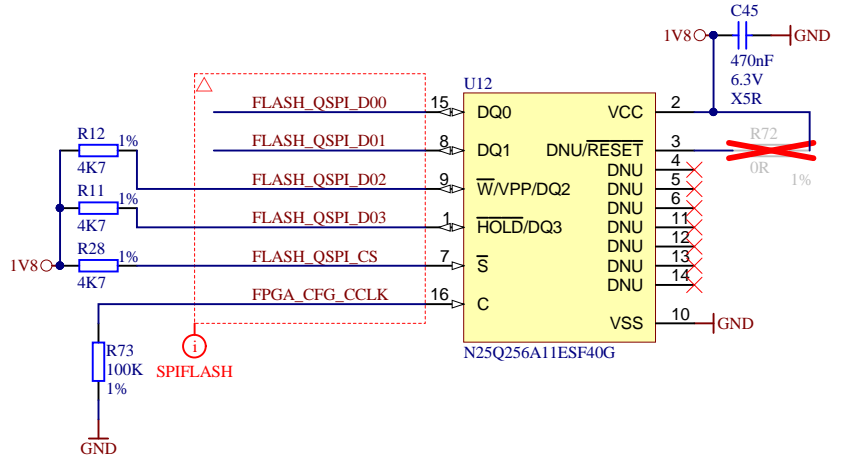 C45
1V8
GND
470nF
6.3V
X5R
U12
FLASH_QSPI_D00
15
DQ0
VCC
2
R72
0R
1%
FLASH_QSPI_D01
8
DQ1
DNU/RESET
3
R12
1%
4K7
FLASH_QSPI_D02
9
W/VPP/DQ2
DNU
4
DNU
5
R11
1%
4K7
FLASH_QSPI_D03
1
HOLD/DQ3
DNU
6
DNU
11
1V8
R28
1%
4K7
FLASH_QSPI_CS
7
S
DNU
12
DNU
13
FPGA_CFG_CCLK
16
C
DNU
14
VSS
10
GND
R73
100K
1%
i
SPIFLASH
N25Q256A11ESF40G
GND